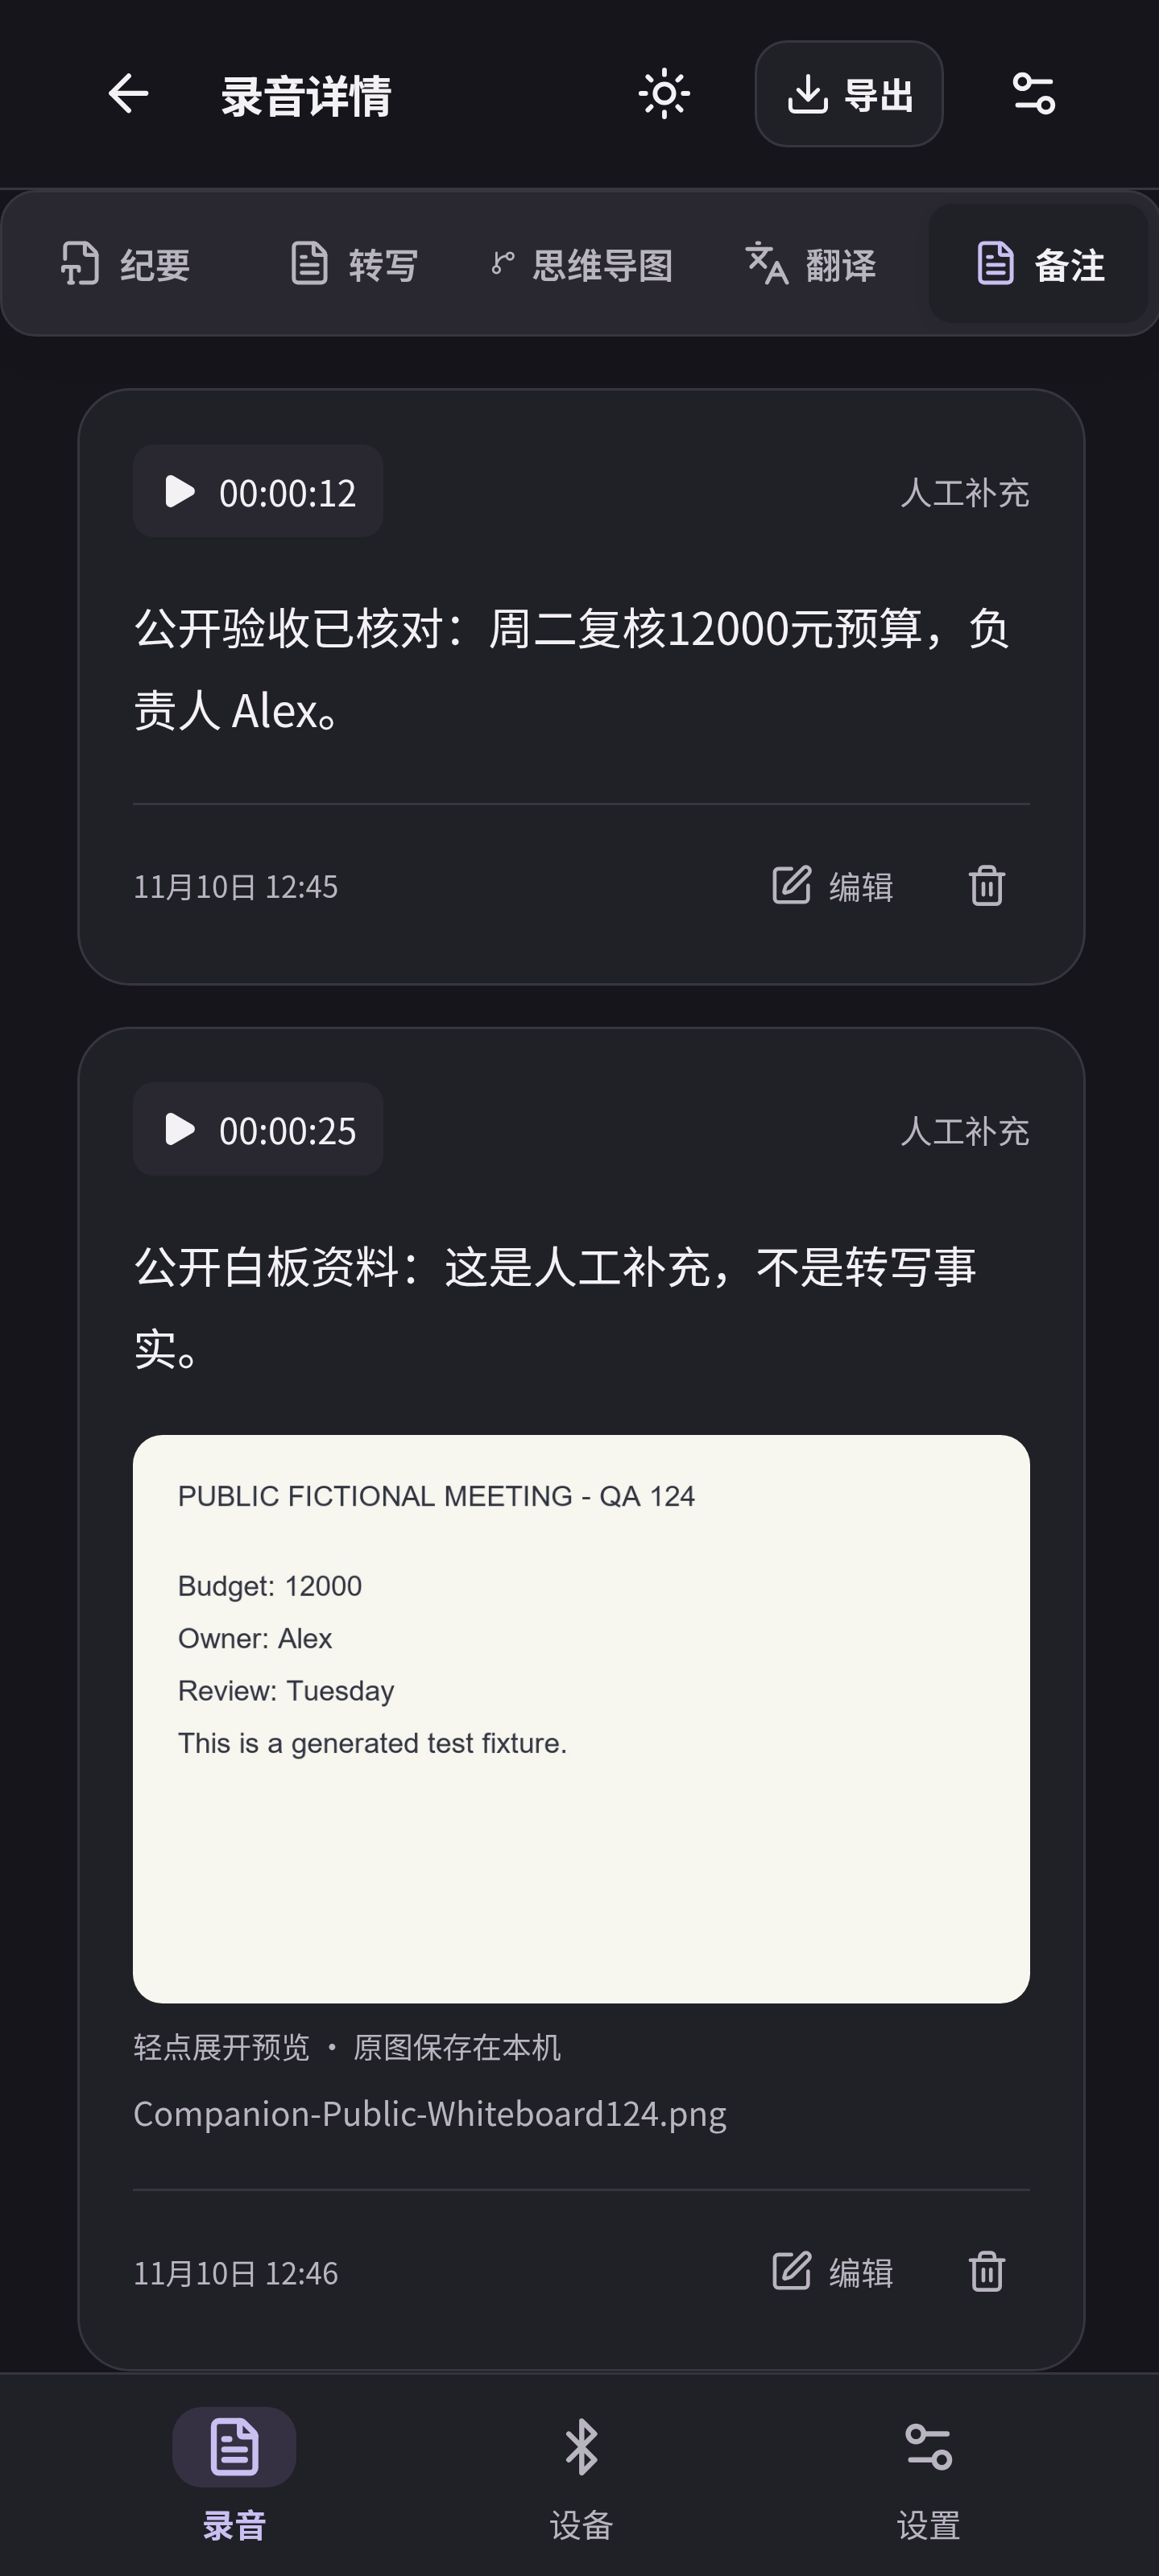 录音详情
导出
纪要
转写
思维导图
翻译
备注
00:00:12
人工补充
公开验收已核对：周二复核12000元预算，负
责人 Alex。
11月10日 12:45
编辑
00:00:25
人工补充
公开白板资料：这是人工补充，不是转写事
实。
PUBLIC FICTIONAL MEETING - QA 124
Budget: 12000
Owner: Alex
Review: Tuesday
This is a generated test fixture.
轻点展开预览 · 原图保存在本机
Companion-Public-Whiteboard124.png
11月10日 12:46
编辑
录音
设备
设置